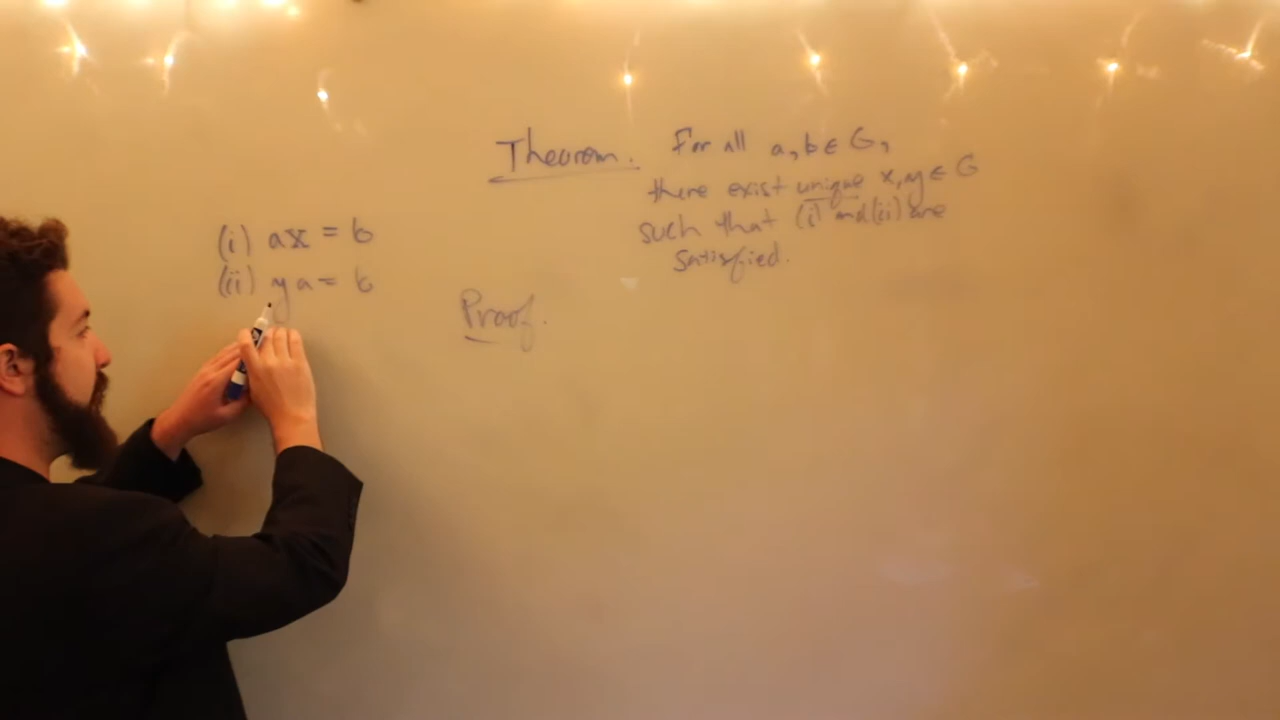 Theorem. For all a, b ∈ G,
there exist unique x, y ∈ G
such that (i) and (ii) are
satisfied.
(i) ax = b
(ii) ya = b
Proof.